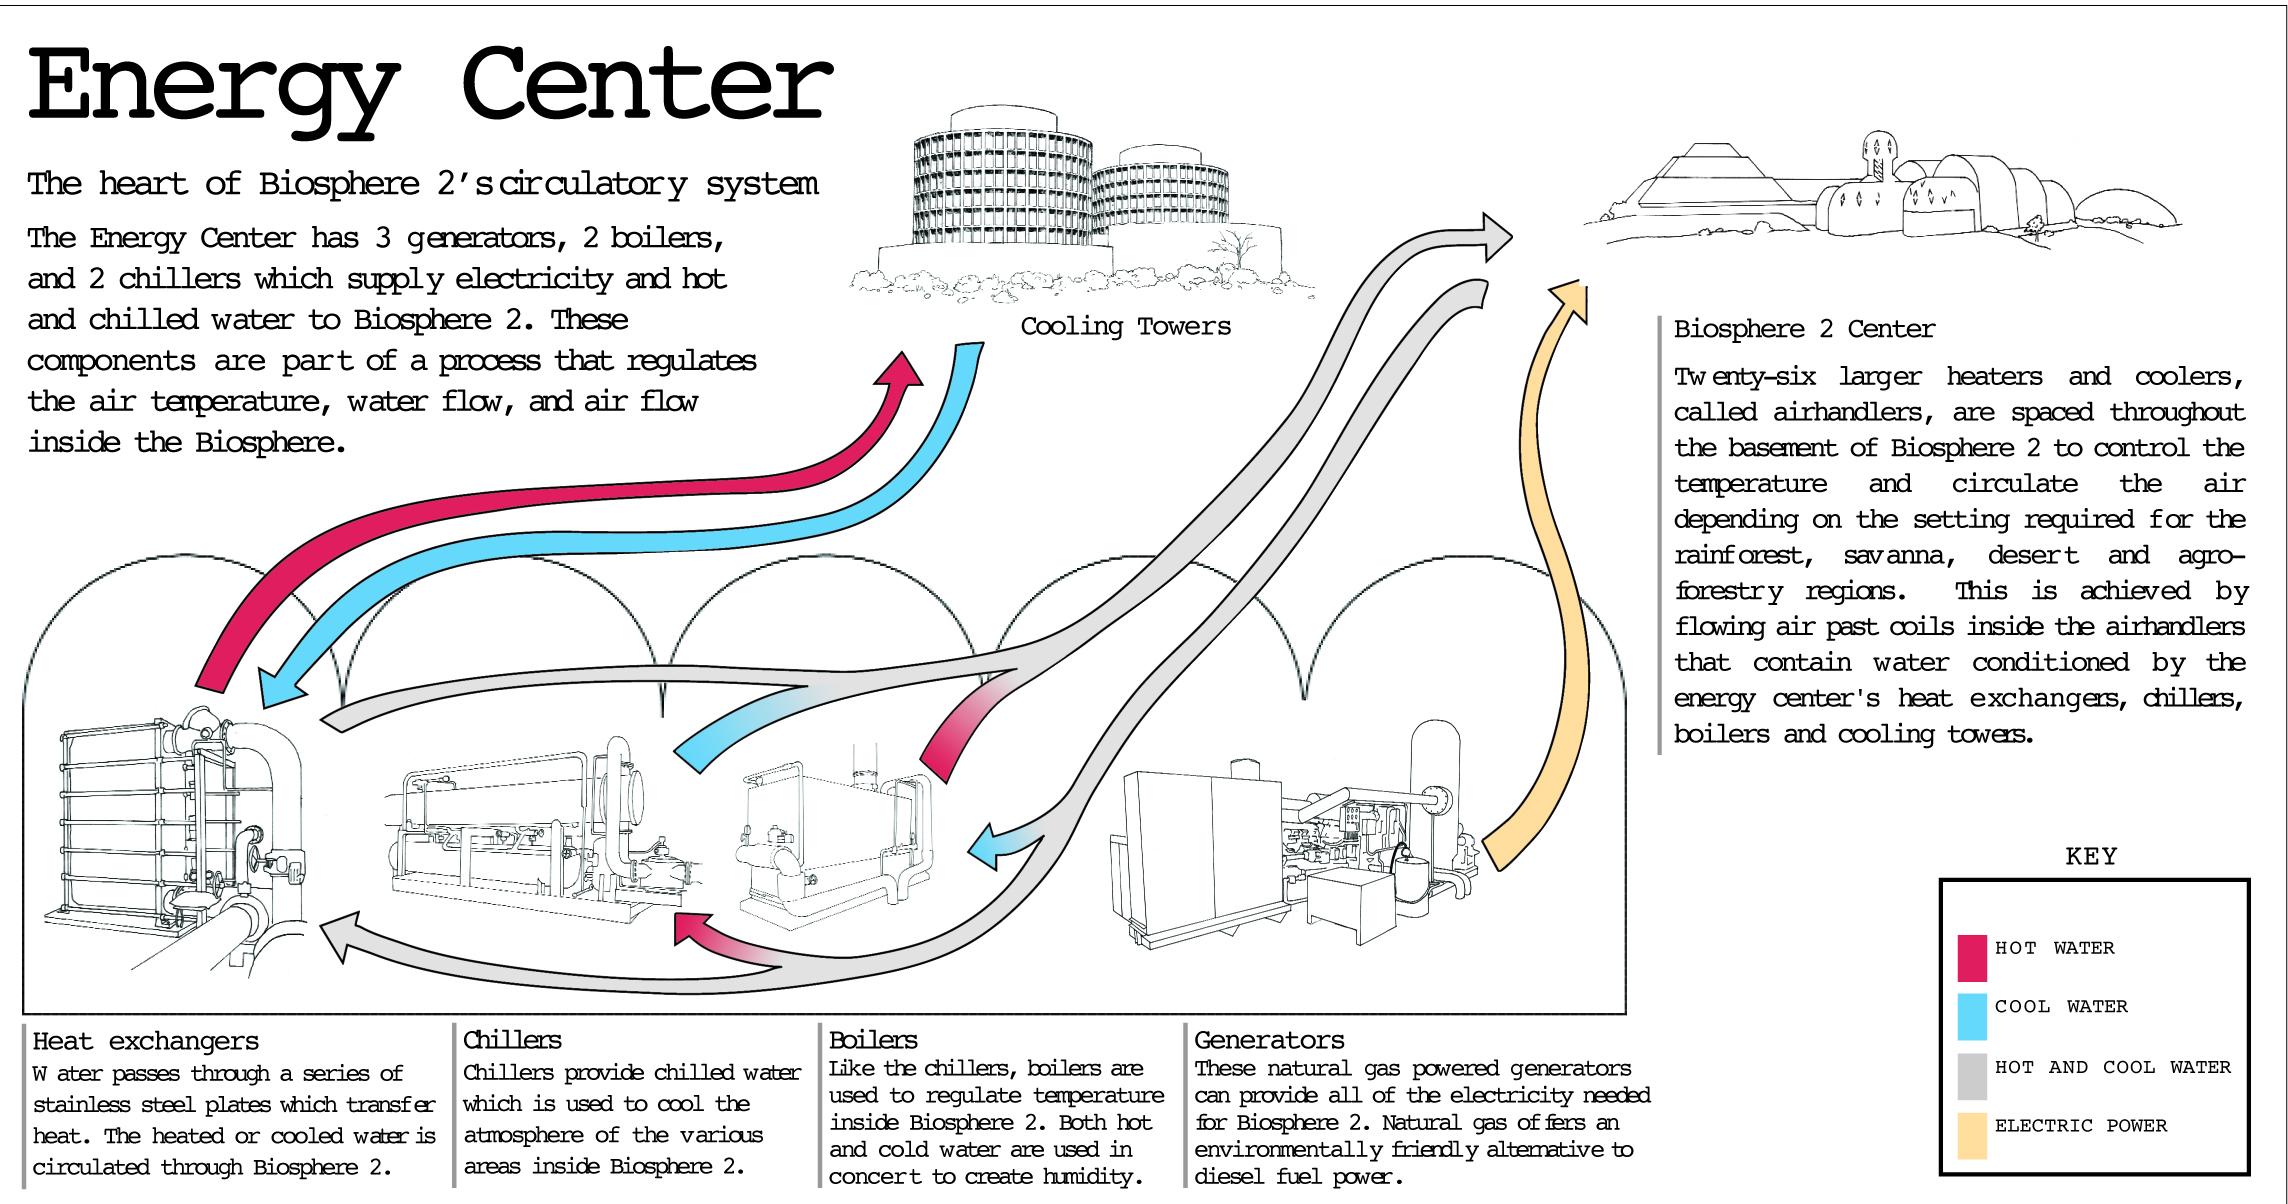 Energy Center
The heart of Biosphere 2's circulatory system
The Energy Center has 3 generators, 2 boilers,
and 2 chillers which supply electricity and hot
and chilled water to Biosphere 2. These
components are part of a process that regulates
the air temperature, water flow, and air flow
inside the Biosphere.
Cooling Towers
Biosphere 2 Center
Twenty-six larger heaters and coolers,
called airhandlers, are spaced throughout
the basement of Biosphere 2 to control the
temperature and circulate the air
depending on the setting required for the
rainforest, savanna, desert and agro-
forestry regions. This is achieved by
flowing air past coils inside the airhandlers
that contain water conditioned by the
energy center's heat exchangers, chillers,
boilers and cooling towers.
KEY
HOT WATER
COOL WATER
HOT AND COOL WATER
ELECTRIC POWER
Heat exchangers
Water passes through a series of
stainless steel plates which transfer
heat. The heated or cooled water is
circulated through Biosphere 2.
Chillers
Chillers provide chilled water
which is used to cool the
atmosphere of the various
areas inside Biosphere 2.
Boilers
Like the chillers, boilers are
used to regulate temperature
inside Biosphere 2. Both hot
and cold water are used in
concert to create humidity.
Generators
These natural gas powered generators
can provide all of the electricity needed
for Biosphere 2. Natural gas offers an
environmentally friendly alternative to
diesel fuel power.